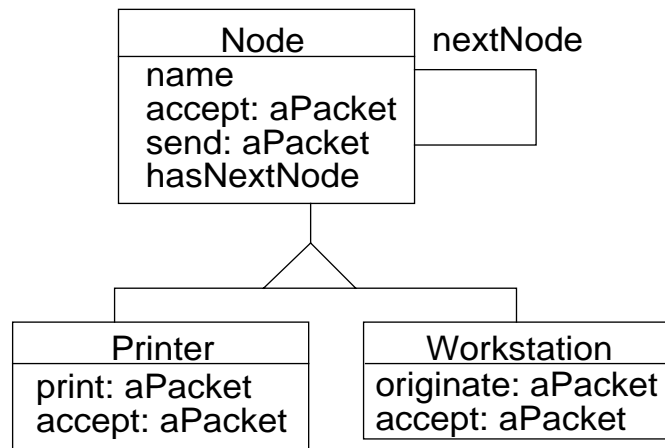 Node
nextNode
name
accept: aPacket
send: aPacket
hasNextNode
Printer
print: aPacket
accept: aPacket
Workstation
originate: aPacket
accept: aPacket